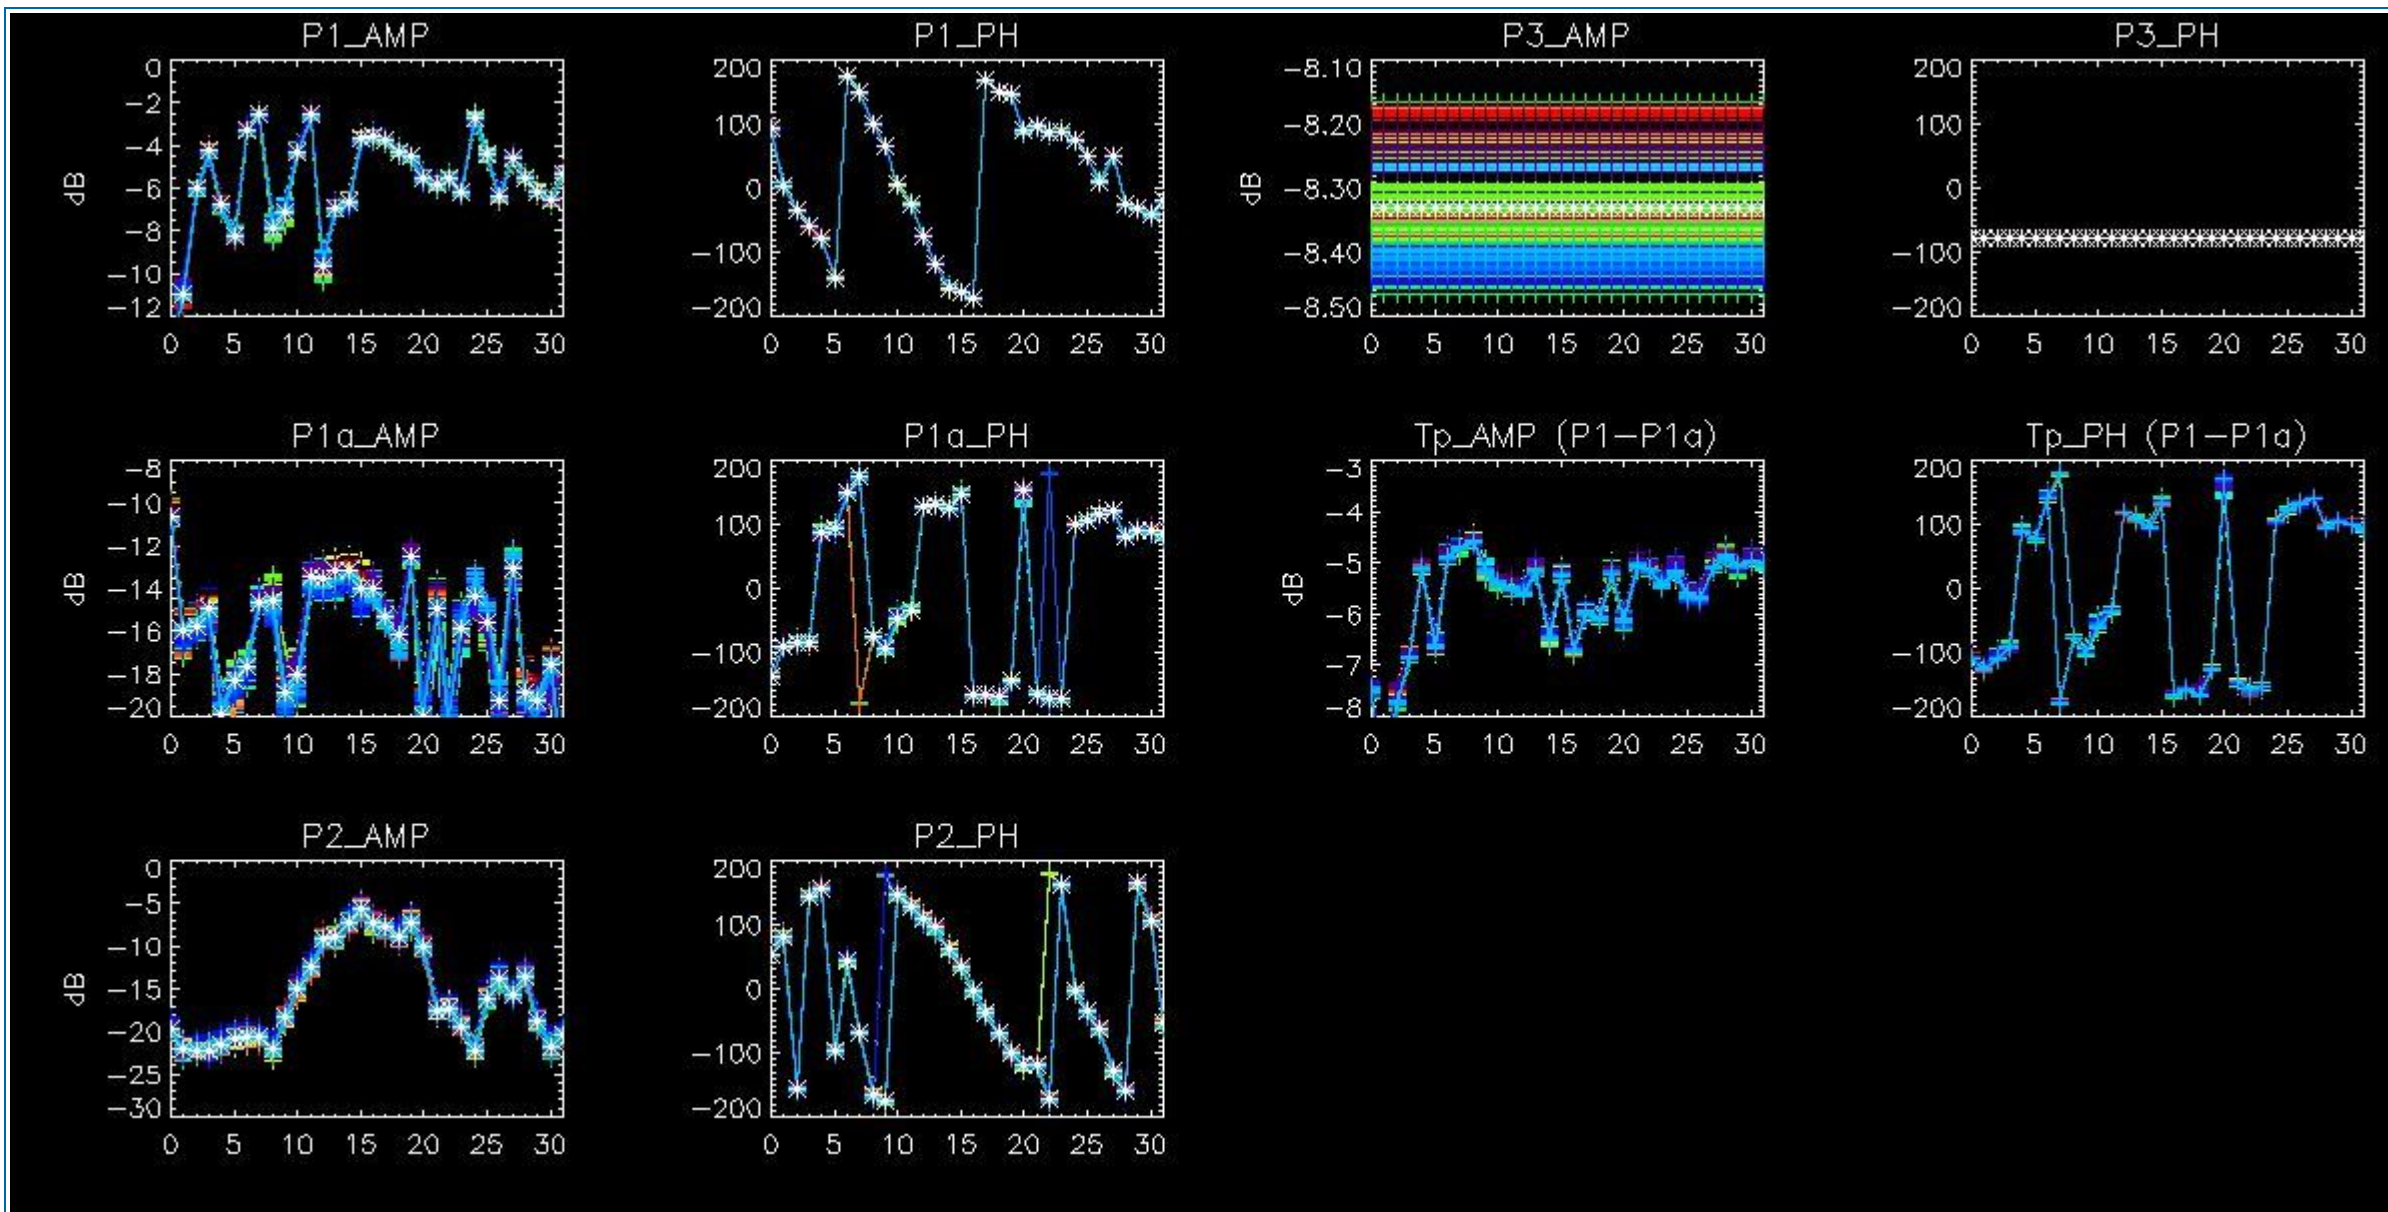 P1_AMP
0
−2
−4
−6
−8
−10
−12
dB
0 5 10 15 20 25 30
P1_PH
200
100
0
−100
−200
0 5 10 15 20 25 30
P3_AMP
−8.10
−8.20
−8.30
−8.40
−8.50
dB
0 5 10 15 20 25 30
P3_PH
200
100
0
−100
−200
0 5 10 15 20 25 30
P1a_AMP
−8
−10
−12
−14
−16
−18
−20
dB
0 5 10 15 20 25 30
P1a_PH
200
100
0
−100
−200
0 5 10 15 20 25 30
Tp_AMP (P1−P1a)
−3
−4
−5
−6
−7
−8
dB
0 5 10 15 20 25 30
Tp_PH (P1−P1a)
200
100
0
−100
−200
0 5 10 15 20 25 30
P2_AMP
0
−5
−10
−15
−20
−25
−30
dB
0 5 10 15 20 25 30
P2_PH
200
100
0
−100
−200
0 5 10 15 20 25 30